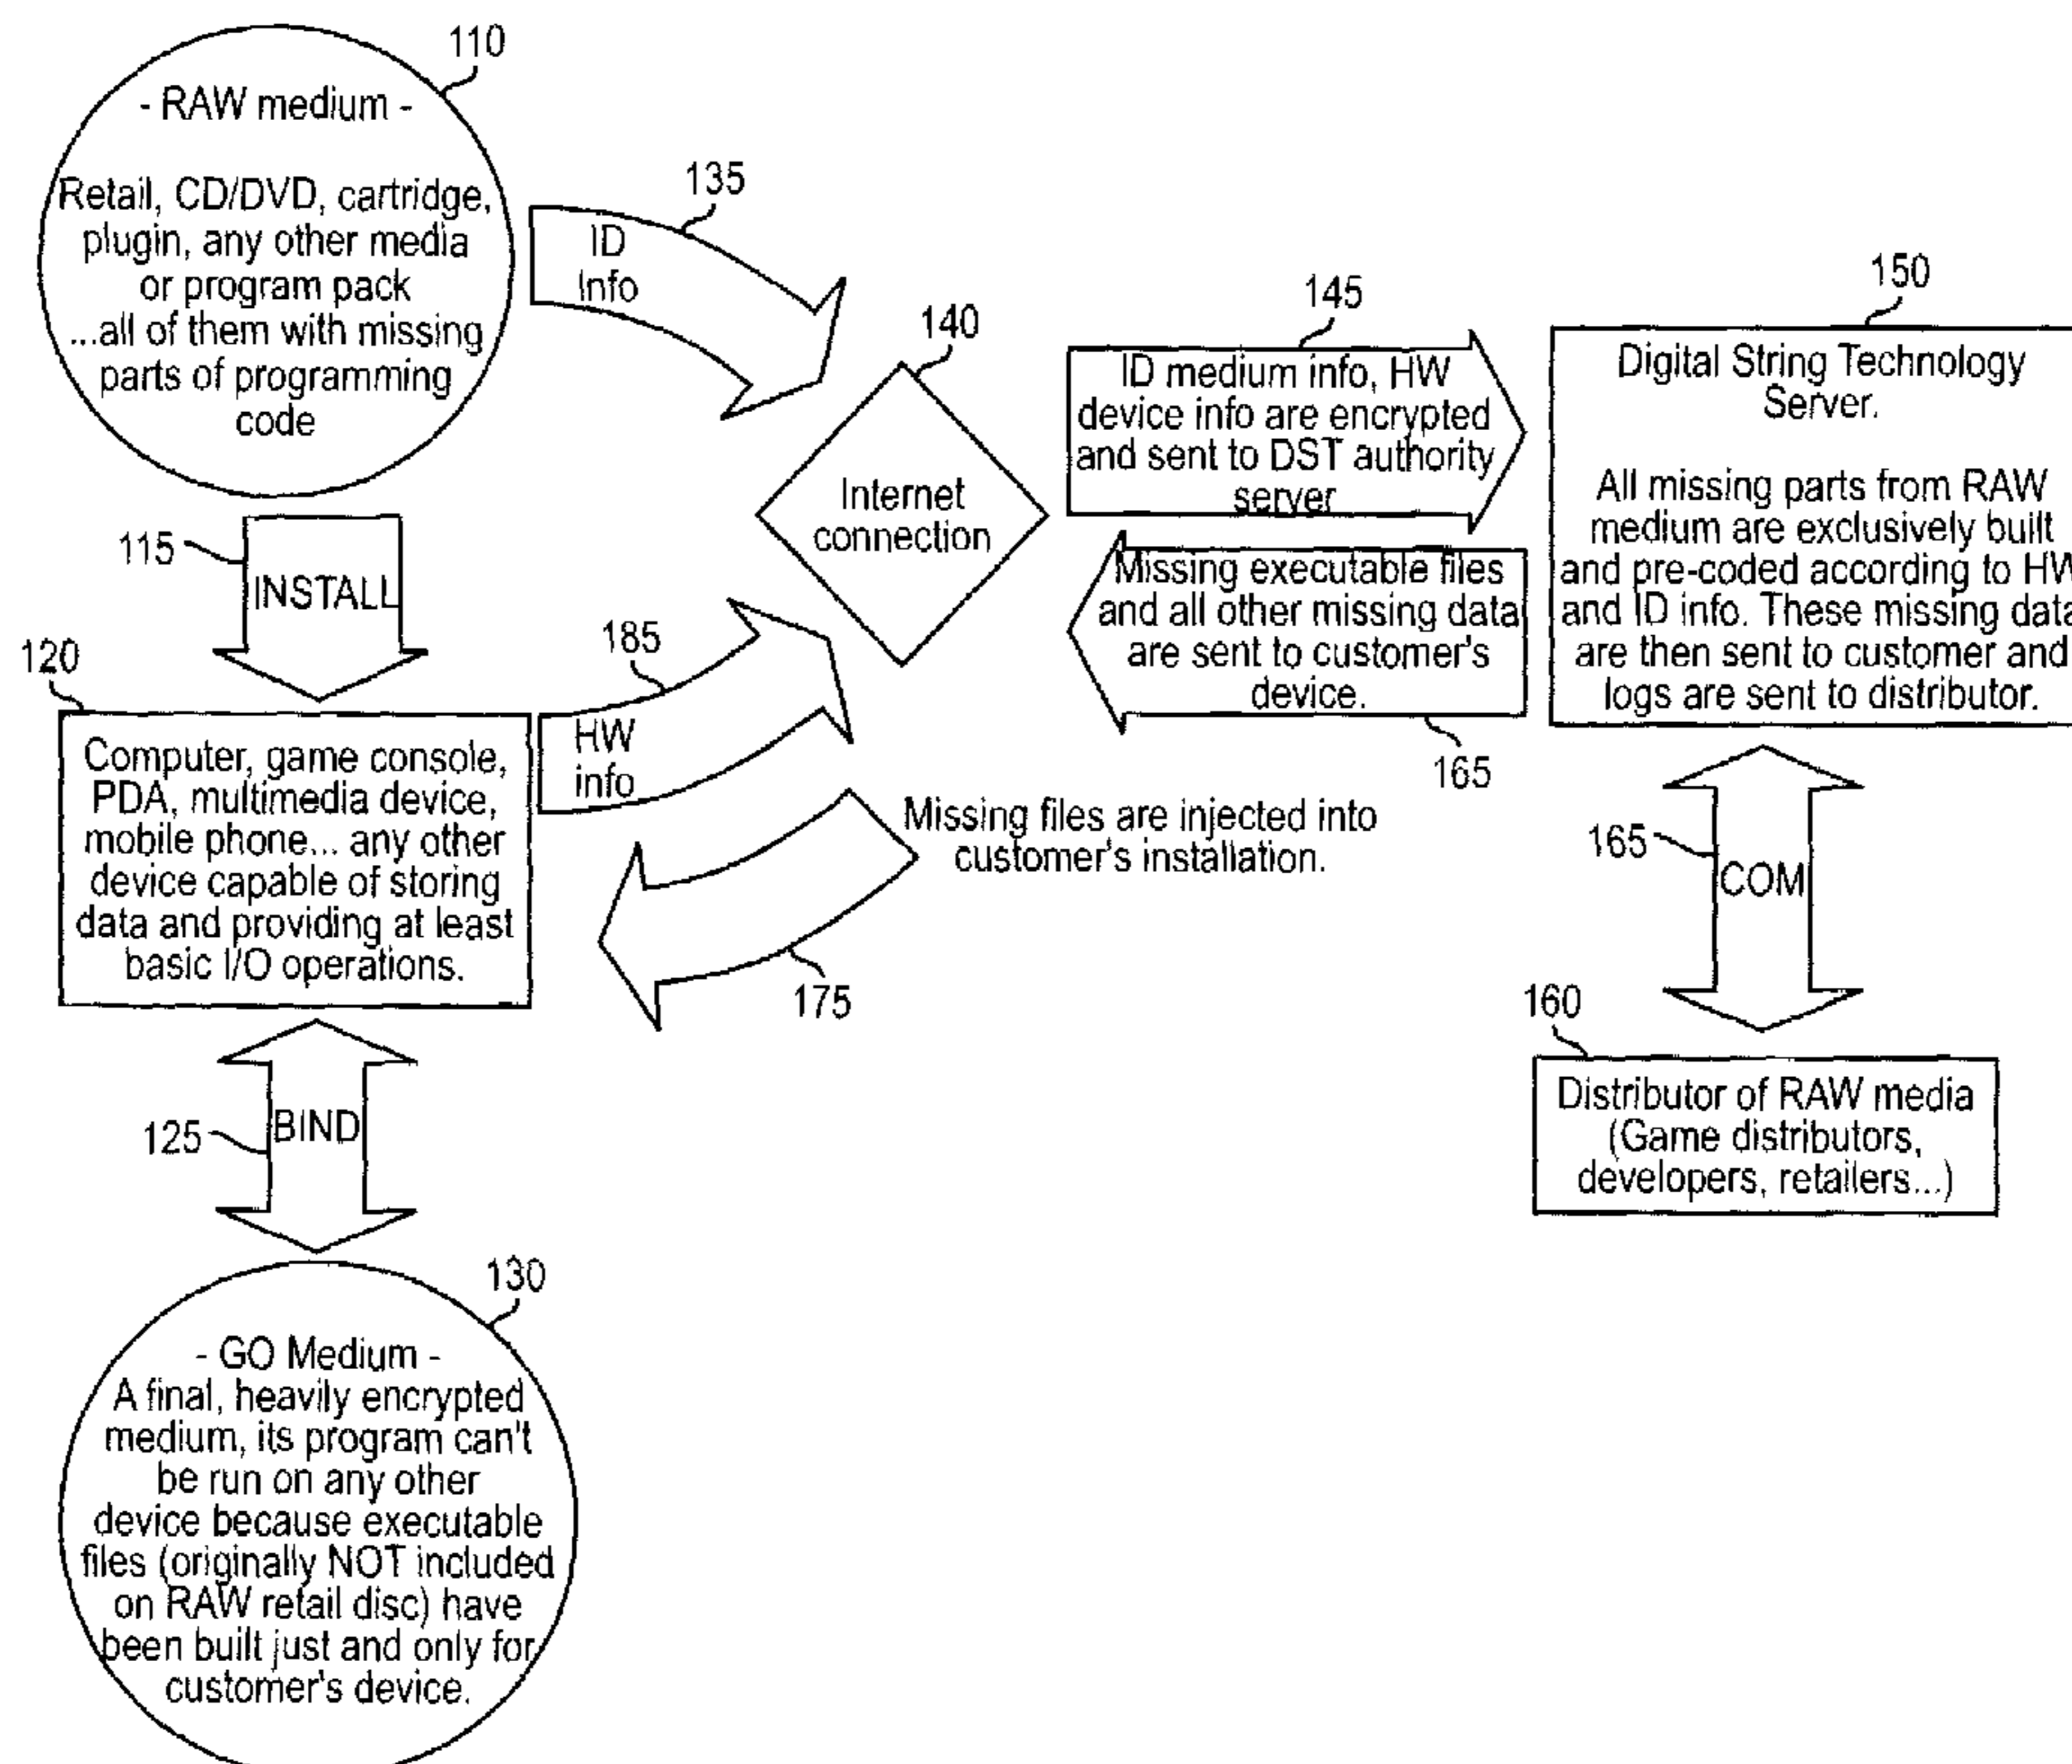 110
- RAW medium -
Retail, CD/DVD, cartridge,
plugin, any other media
or program pack
...all of them with missing
parts of programming
code
135
ID
Info
115
INSTALL
140
Internet
connection
145
ID medium info, HW
device info are encrypted
and sent to DST authority
server
150
Digital String Technology
Server.
All missing parts from RAW
medium are exclusively built
and pre-coded according to HW
and ID info. These missing data
are then sent to customer and
logs are sent to distributor.
Missing executable files
and all other missing data
are sent to customer's
device.
165
120
Computer, game console,
PDA, multimedia device,
mobile phone... any other
device capable of storing
data and providing at least
basic I/O operations.
185
HW
info
Missing files are injected into
customer's installation.
175
165
COM
160
Distributor of RAW media
(Game distributors,
developers, retailers...)
125
BIND
130
- GO Medium -
A final, heavily encrypted
medium, its program can't
be run on any other
device because executable
files (originally NOT included
on RAW retail disc) have
been built just and only for
customer's device.